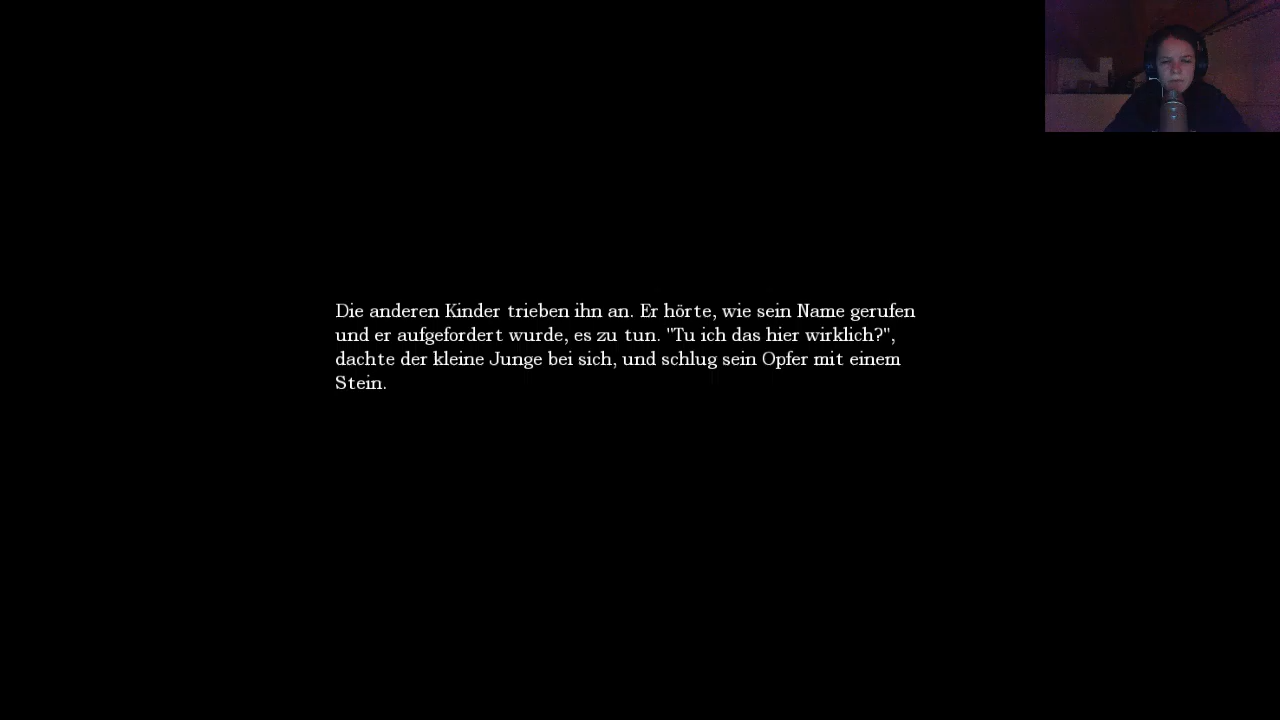 Die anderen Kinder trieben ihn an. Er hörte, wie sein Name gerufen
und er aufgefordert wurde, es zu tun. "Tu ich das hier wirklich?",
dachte der kleine Junge bei sich, und schlug sein Opfer mit einem
Stein.